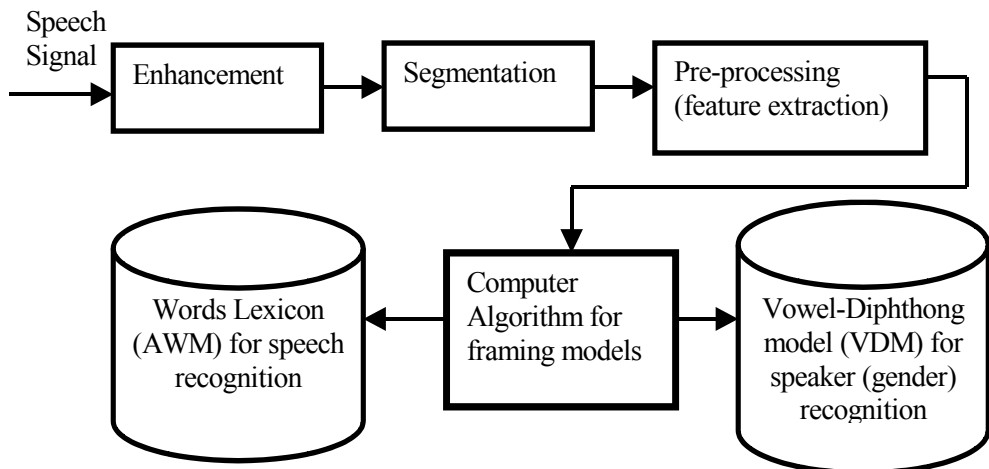 Speech
Signal
Enhancement
Segmentation
Pre-processing
(feature extraction)
Words Lexicon
(AWM) for speech
recognition
Computer
Algorithm for
framing models
Vowel-Diphthong
model (VDM) for
speaker (gender)
recognition